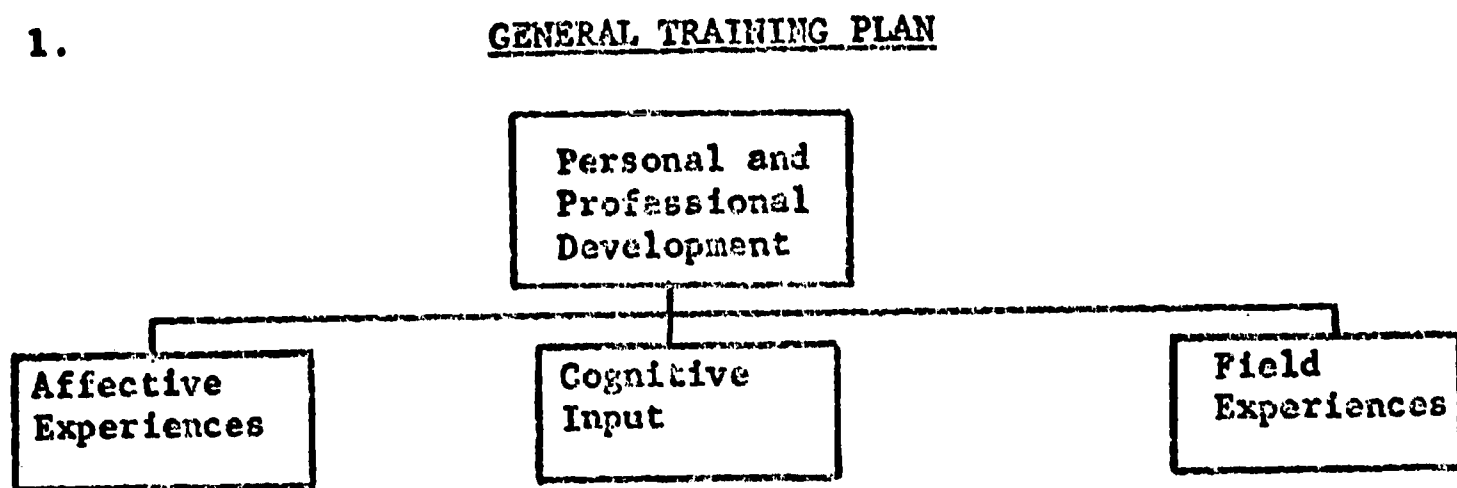 1.
GENERAL TRAINING PLAN
Personal and
Professional
Development
Affective
Experiences
Cognitive
Input
Field
Experiences